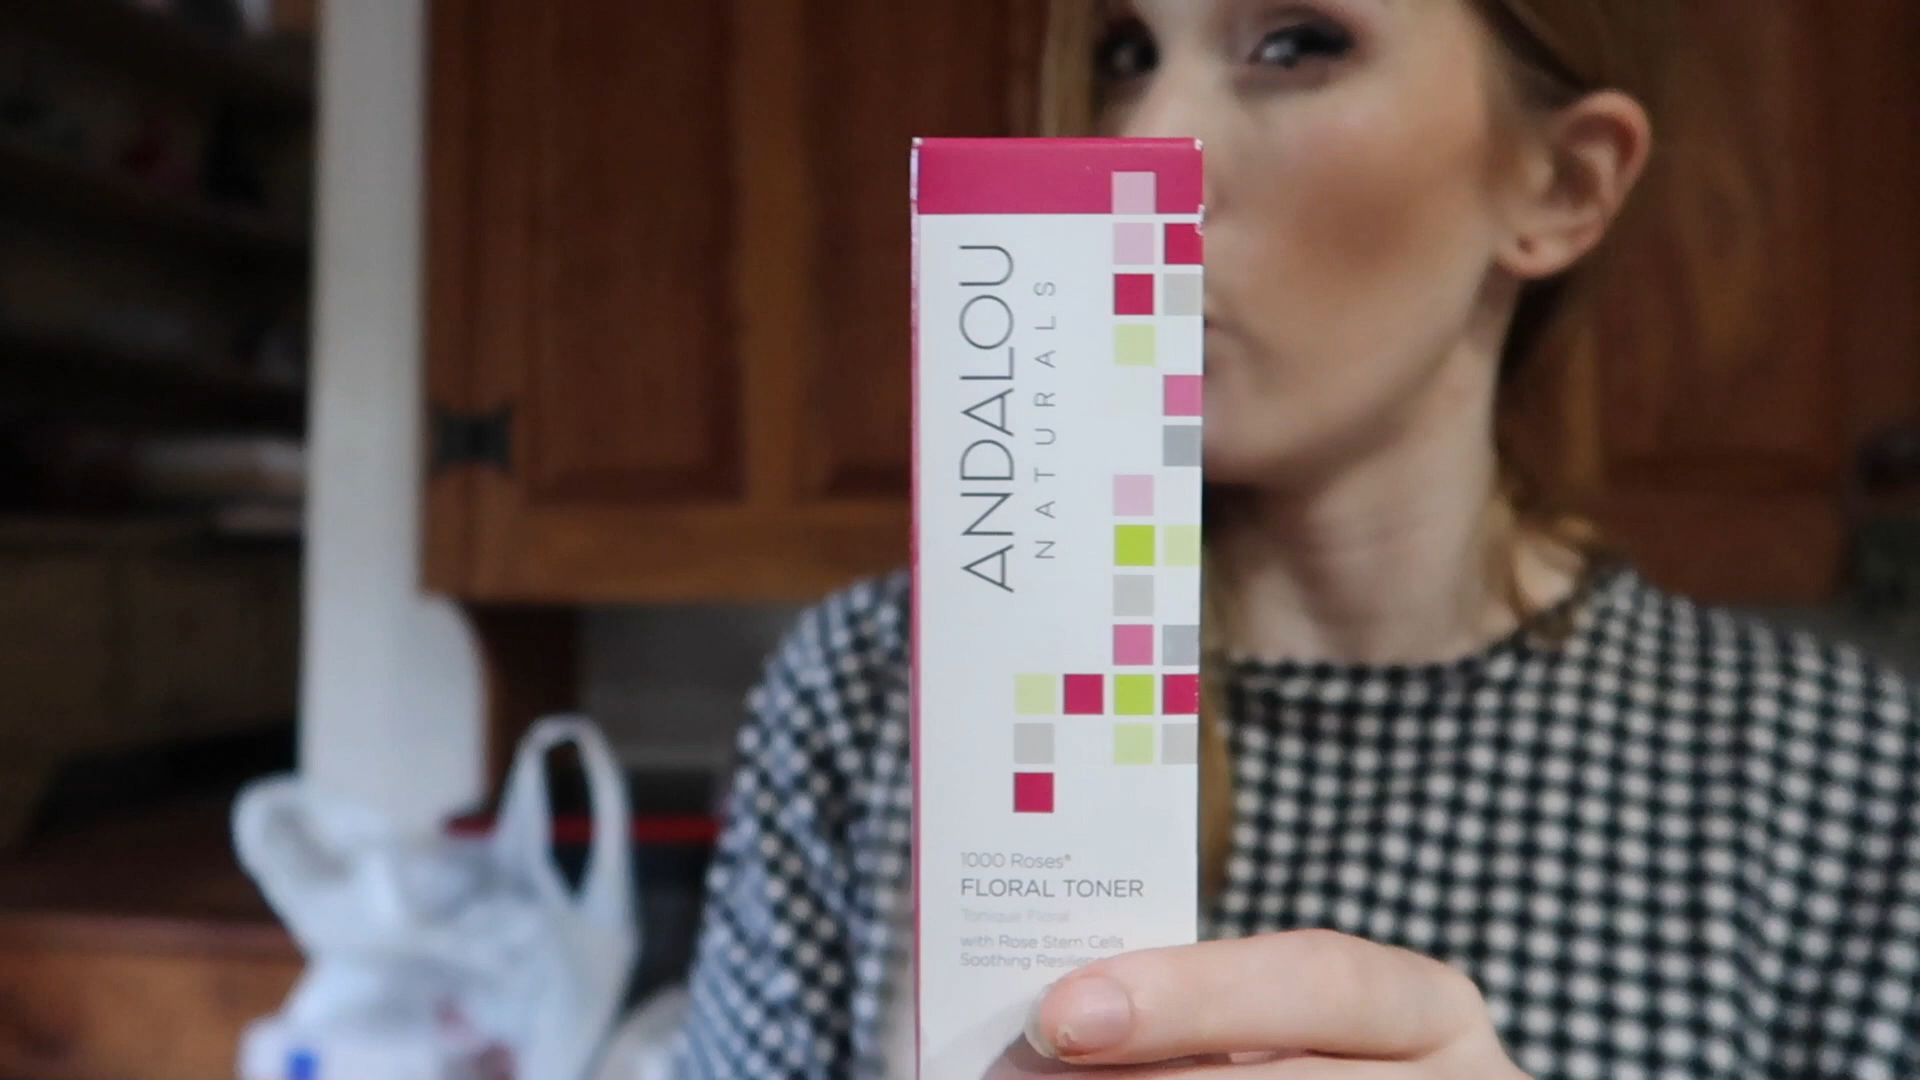 ANDALOU
NATURALS
1000 Roses®
FLORAL TONER
Tonique Floral
with Rose Stem Cells
Soothing